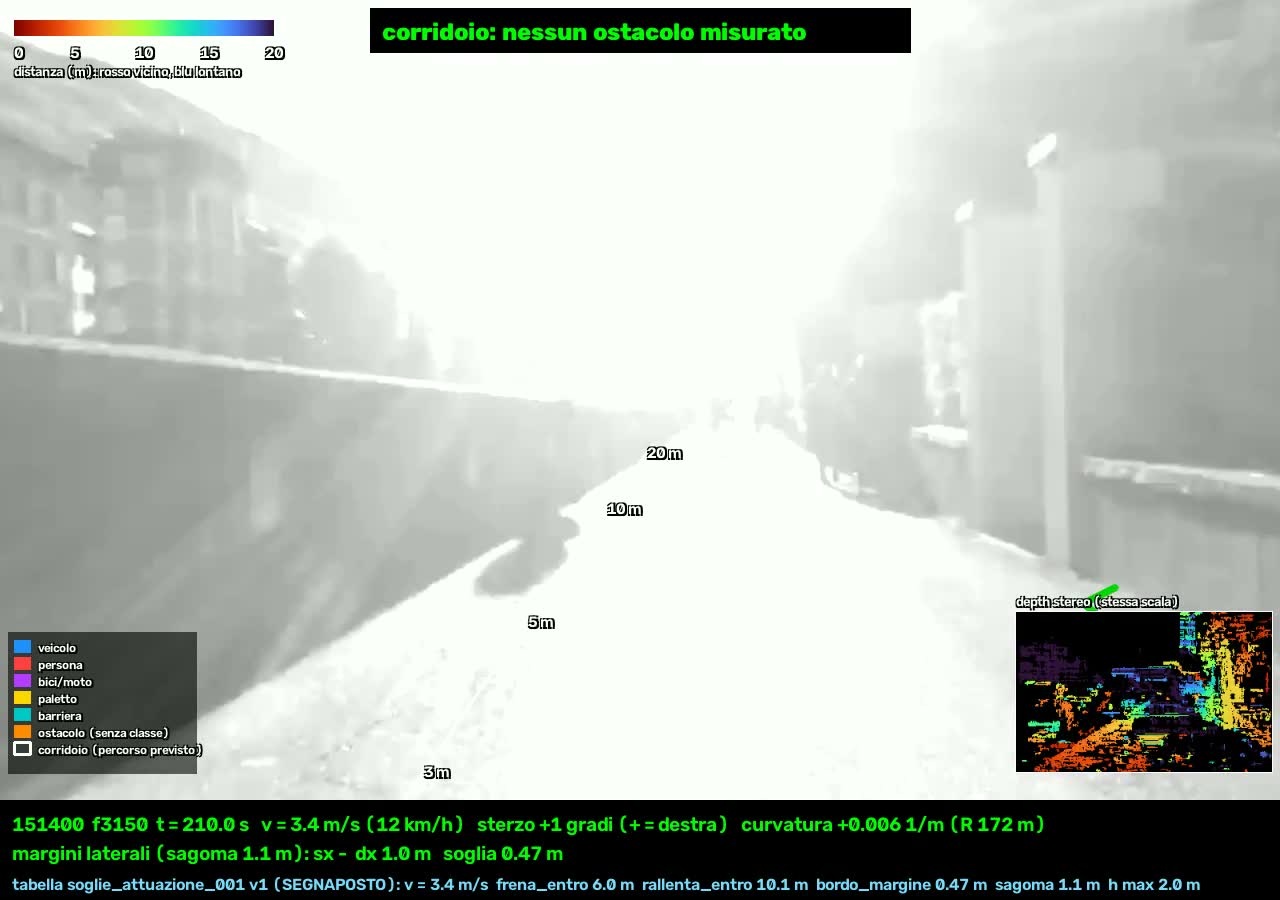 corridoio: nessun ostacolo misurato
0 5 10 15 20
distanza (m): rosso vicino, blu lontano
20 m
10 m
5 m
3 m
depth stereo (stessa scala)
veicolo
persona
bici/moto
paletto
barriera
ostacolo (senza classe)
corridoio (percorso previsto)
151400 f3150 t = 210.0 s v = 3.4 m/s (12 km/h) sterzo +1 gradi (+ = destra) curvatura +0.006 1/m (R 172 m)
margini laterali (sagoma 1.1 m): sx - dx 1.0 m soglia 0.47 m
tabella soglie_attuazione_001 v1 (SEGNAPOSTO): v = 3.4 m/s frena_entro 6.0 m rallenta_entro 10.1 m bordo_margine 0.47 m sagoma 1.1 m h max 2.0 m